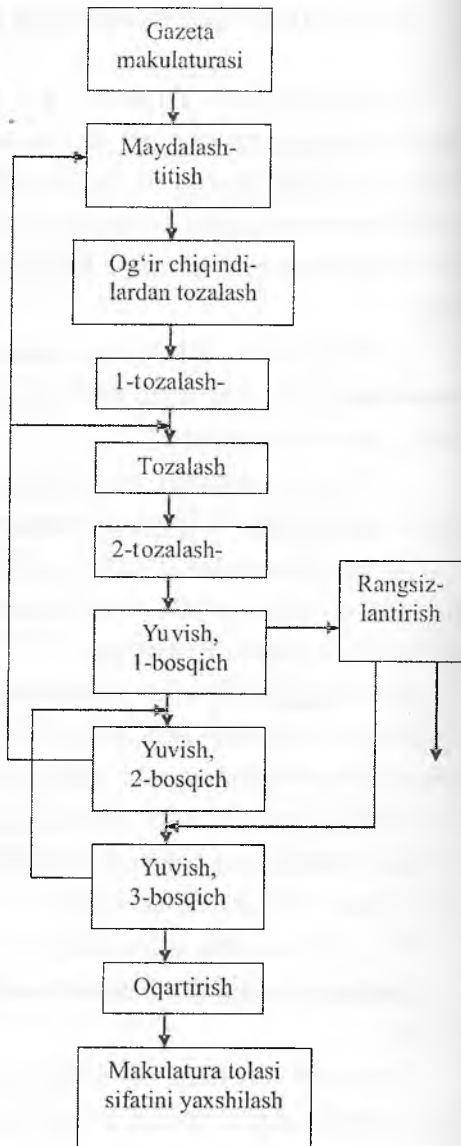 Gazeta
makulaturasi
Maydalash-
titish
Og‘ir chiqindi-
lardan tozalash
1-tozalash-
Tozalash
2-tozalash-
Rangsiz-
lantirish
Yuvish,
1-bosqich
Yuvish,
2-bosqich
Yuvish,
3-bosqich
Oqartirish
Makulatura tolasi
sifatini yaxshilash